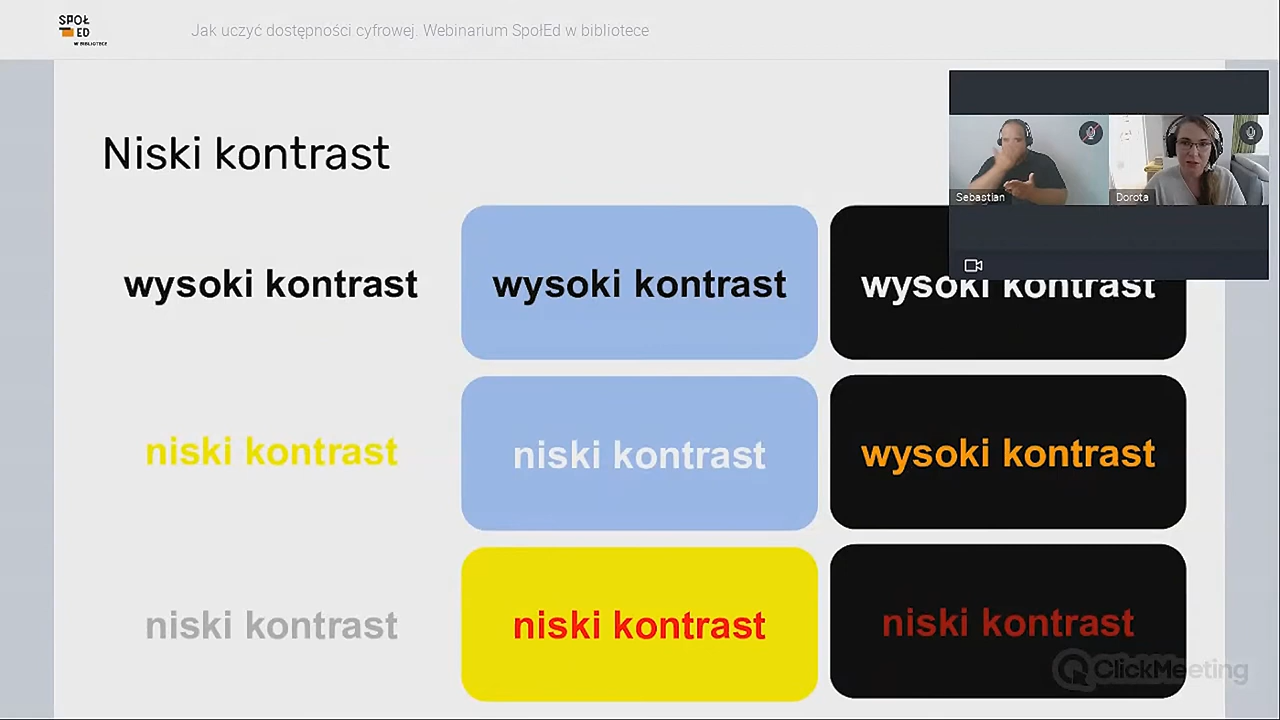 SPOŁ
ED
W BIBLIOTECE
Jak uczyć dostępności cyfrowej. Webinarium SpołEd w bibliotece
Niski kontrast
Sebastian
Dorota
wysoki kontrast
wysoki kontrast
wysoki kontrast
niski kontrast
niski kontrast
wysoki kontrast
niski kontrast
niski kontrast
niski kontrast
ClickMeeting